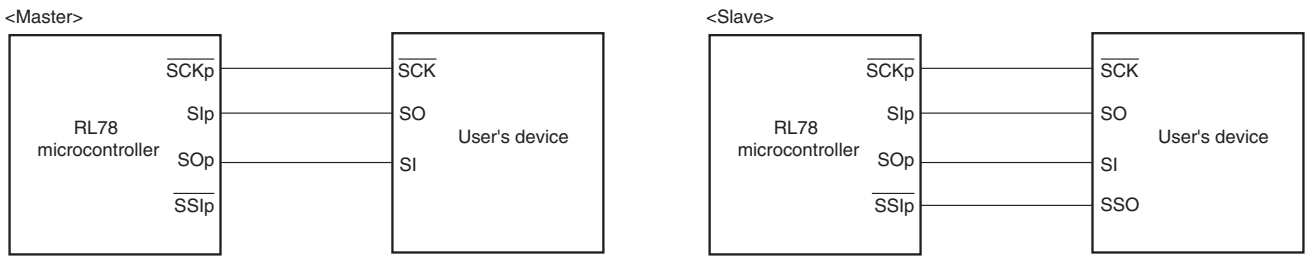 <Master>
SCKp
SCK
SIp
SO
RL78
microcontroller
User's device
SOp
SI
SSIp
<Slave>
SCKp
SCK
SIp
SO
RL78
microcontroller
User's device
SOp
SI
SSIp
SSO